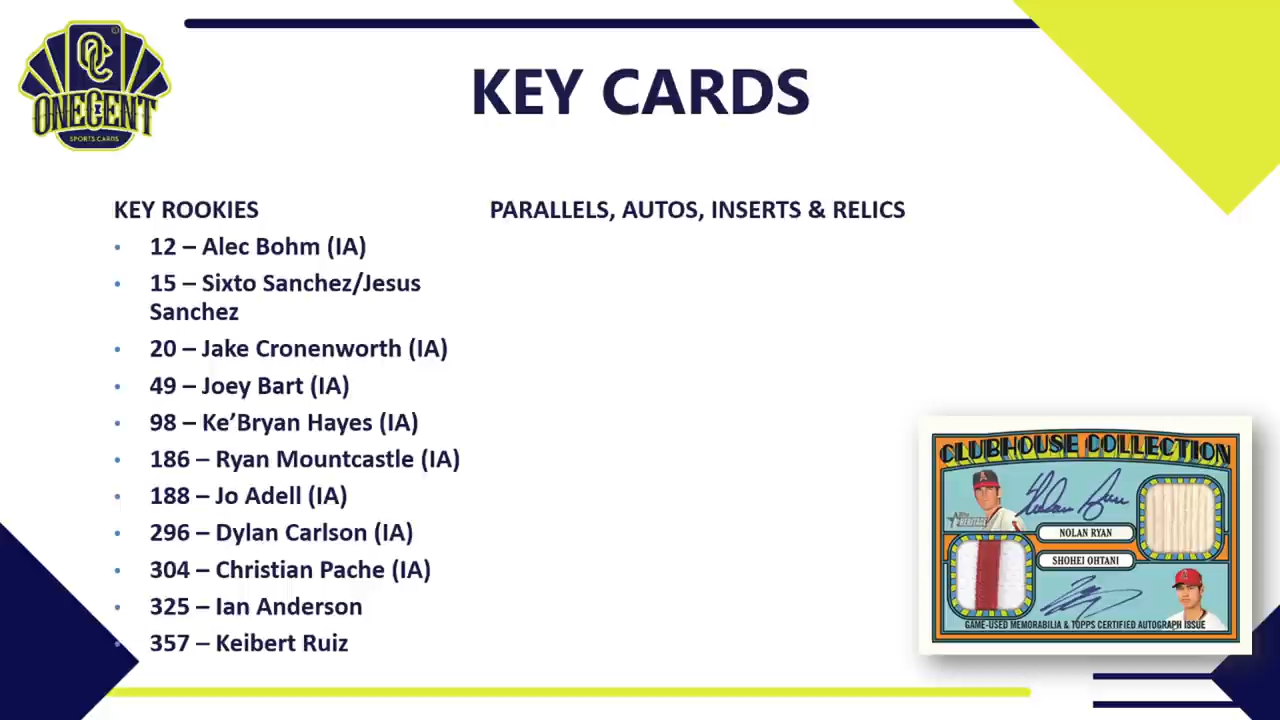 OC
ONECENT
SPORTS CARDS
KEY CARDS
KEY ROOKIES
• 12 – Alec Bohm (IA)
• 15 – Sixto Sanchez/Jesus
Sanchez
• 20 – Jake Cronenworth (IA)
• 49 – Joey Bart (IA)
• 98 – Ke’Bryan Hayes (IA)
• 186 – Ryan Mountcastle (IA)
• 188 – Jo Adell (IA)
• 296 – Dylan Carlson (IA)
• 304 – Christian Pache (IA)
• 325 – Ian Anderson
• 357 – Keibert Ruiz
PARALLELS, AUTOS, INSERTS & RELICS
CLUBHOUSE COLLECTION
Topps
HERITAGE
NOLAN RYAN
SHOHEI OHTANI
GAME-USED MEMORABILIA & TOPPS CERTIFIED AUTOGRAPH ISSUE